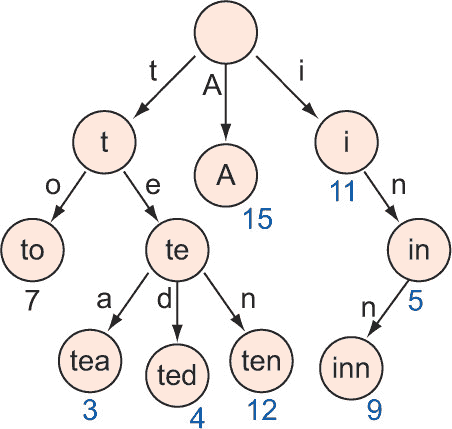 t A i
t A i
15 11
o e n
to te in
7 5
a d n n
tea ted ten inn
3 4 12 9